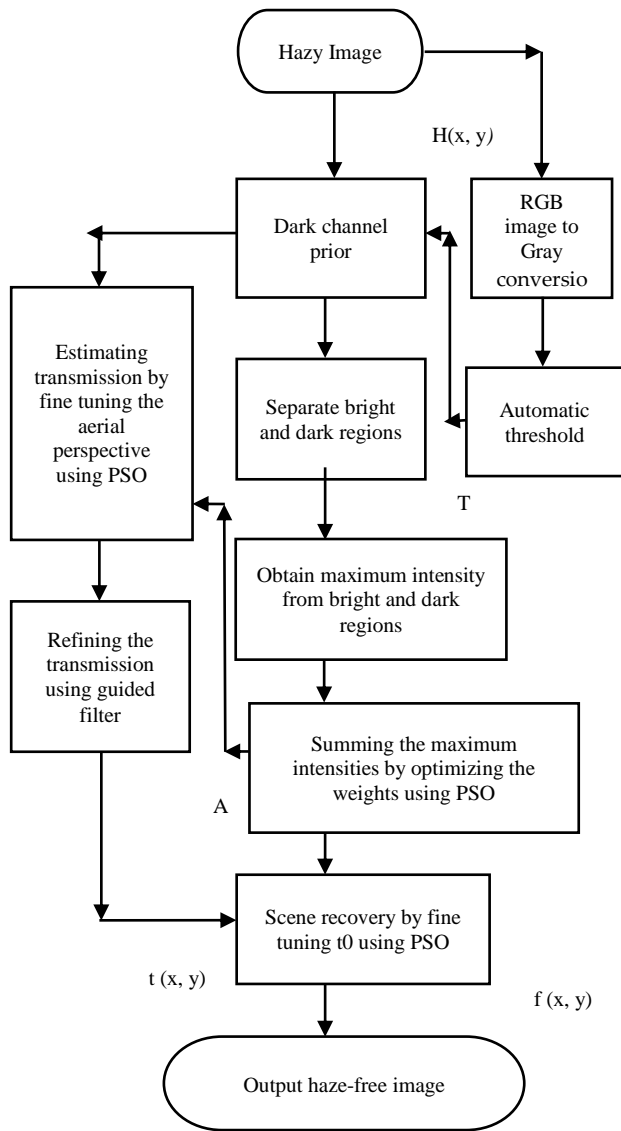 Hazy Image
H(x, y)
RGB
image to
Gray
conversio
Dark channel
prior
Estimating
transmission by
fine tuning the
aerial
perspective
using PSO
Separate bright
and dark regions
Automatic
threshold
T
Obtain maximum intensity
from bright and dark
regions
Refining the
transmission
using guided
filter
Summing the maximum
intensities by optimizing the
weights using PSO
A
Scene recovery by fine
tuning t0 using PSO
t (x, y)
f (x, y)
Output haze-free image